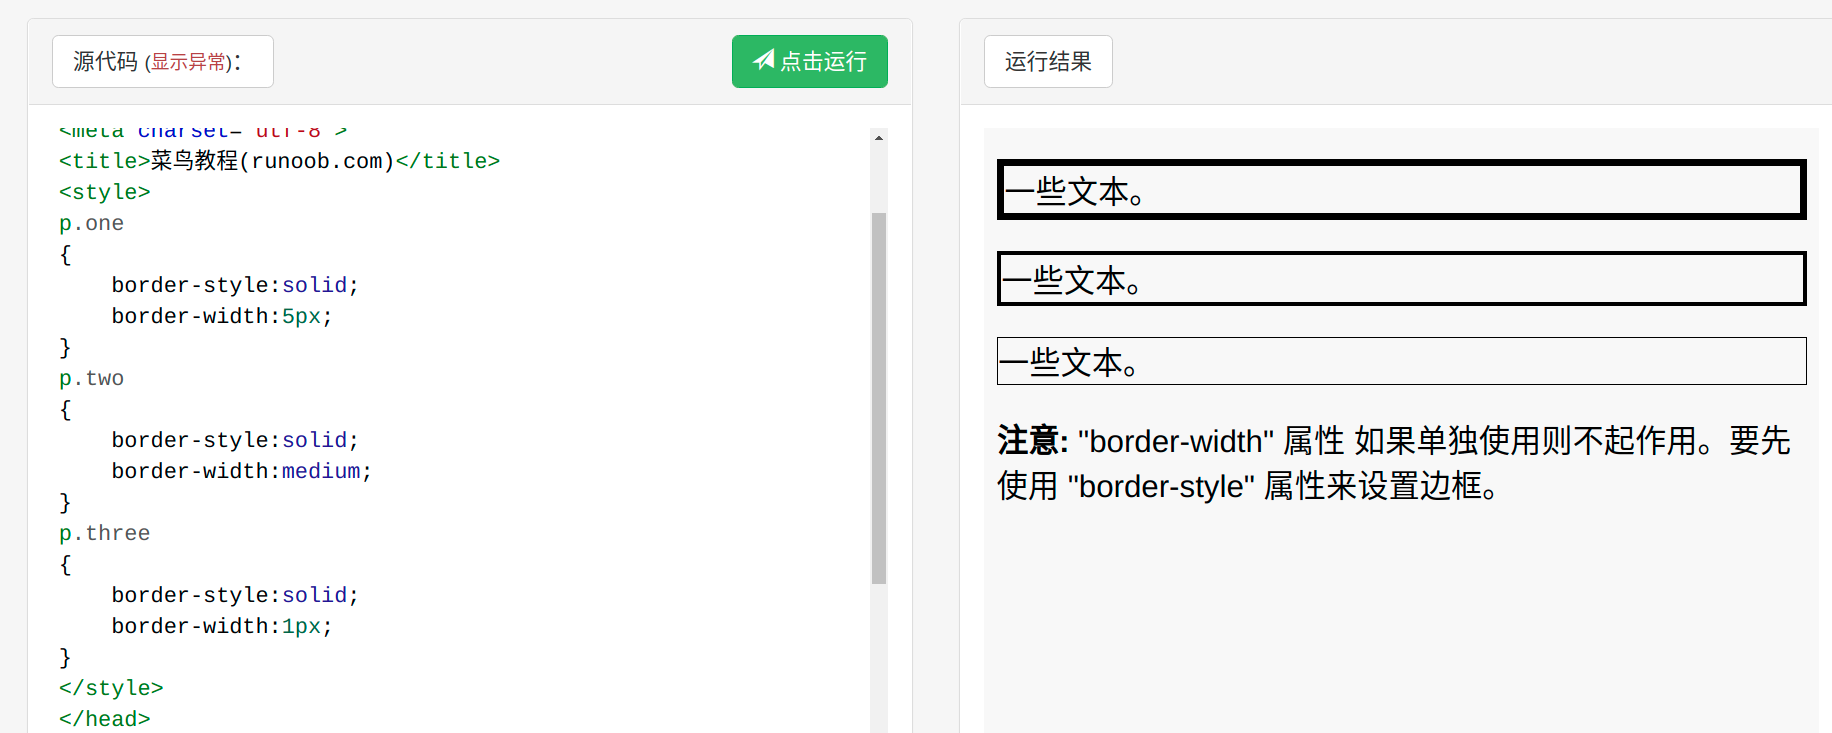 源代码 (显示异常)：
点击运行
<meta charset="utf-8">
<title>菜鸟教程(runoob.com)</title>
<style>
p.one
{
    border-style:solid;
    border-width:5px;
}
p.two
{
    border-style:solid;
    border-width:medium;
}
p.three
{
    border-style:solid;
    border-width:1px;
}
</style>
</head>
运行结果
一些文本。
一些文本。
一些文本。
注意: "border-width" 属性 如果单独使用则不起作用。要先
使用 "border-style" 属性来设置边框。